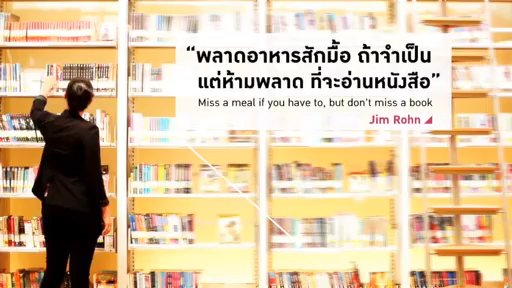 “พลาดอาหารสักมื้อ ถ้าจำเป็น
แต่ห้ามพลาด ที่จะอ่านหนังสือ”
Miss a meal if you have to, but don't miss a book
Jim Rohn